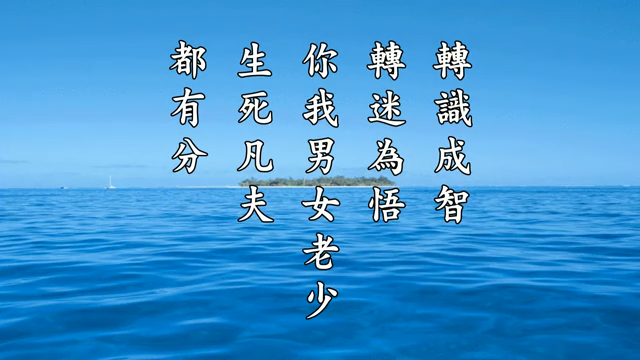 轉識成智
轉迷為悟
你我男女老少
生死凡夫
都有分